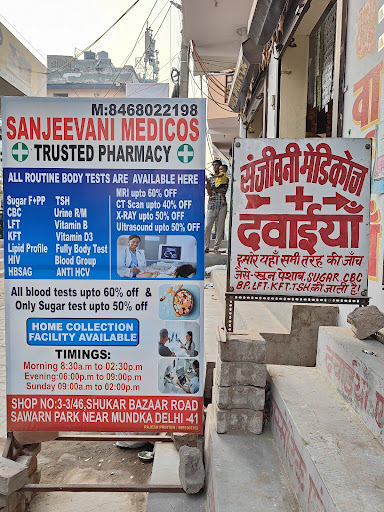 M:8468022198
SANJEEVANI MEDICOS
TRUSTED PHARMACY
ALL ROUTINE BODY TESTS ARE AVAILABLE HERE
Sugar F+PP TSH
CBC Urine R/M
LFT Vitamin B
KFT Vitamin D3
Lipid Profile Fully Body Test
HIV Blood Group
HBSAG ANTI HCV
MRI upto 60% OFF
CT Scan upto 40% OFF
X-RAY upto 50% OFF
Ultrasound upto 50% OFF
All blood tests upto 60% off &
Only Sugar test upto 50% off
HOME COLLECTION
FACILITY AVAILABLE
TIMINGS:
Morning 8:30a.m to 02:30p.m
Evening:06:00p.m to 09:00p.m
Sunday 09:00a.m to 02:00p.m
SHOP NO:3-3/46,SHUKAR BAZAAR ROAD
SAWARN PARK NEAR MUNDKA DELHI-41
संजीवनी मेडिकोज
दवाईयाँ
हमारे यहाँ सभी तरह की जाँच
जैसे-खून पेशाब, SUGAR, CBC
BP, LFT-KFT,TSH की जाती है।